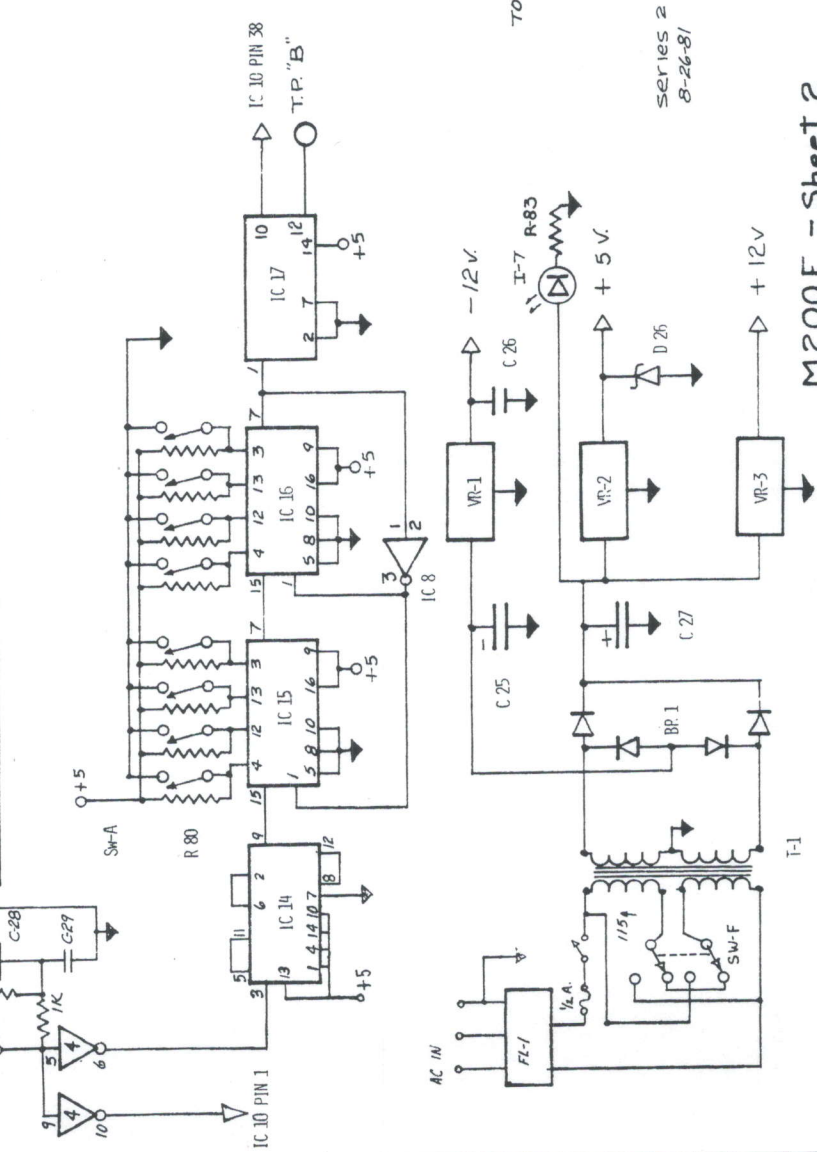 IC 10 PIN 38
T.P. "B"
10
12
14
+5
IC 17
7
2
1
7
3
13
12
4
IC 16
9
16
+5
10
8
5
15
1
1
2
3
IC 8
7
3
13
12
4
IC 15
9
16
+5
10
8
5
1
15
+5
SW-A
R 80
9
2
6
12
8
7
IC 14
11
5
10
14
4
1
13
3
+5
C-28
C-29
1K
5
4
6
9
4
10
IC 10 PIN 1
TO
series 2
8-26-81
M200E - Sheet 2
-12V.
C 26
VR-1
C 25
I-7
R-83
+5V.
D 26
VR-2
+12V
VR-3
+
C 27
-
BR.1
T-1
115
SW-F
1/2 A.
FL-1
AC IN